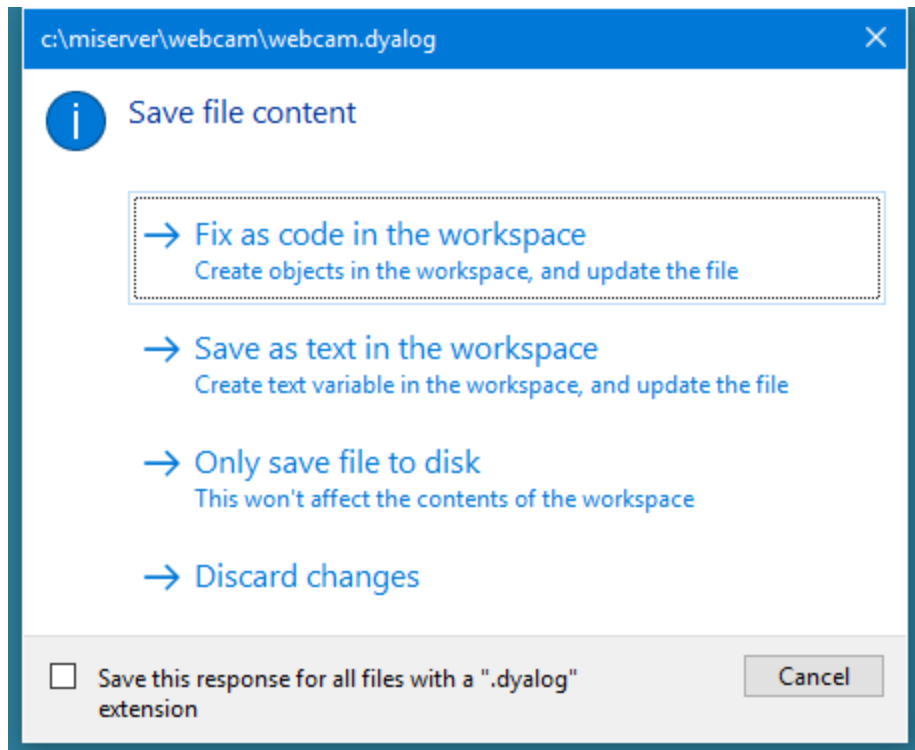 c:\miserver\webcam\webcam.dyalog
Save file content
Fix as code in the workspace
Create objects in the workspace, and update the file
Save as text in the workspace
Create text variable in the workspace, and update the file
Only save file to disk
This won't affect the contents of the workspace
Discard changes
Save this response for all files with a ".dyalog"
extension
Cancel